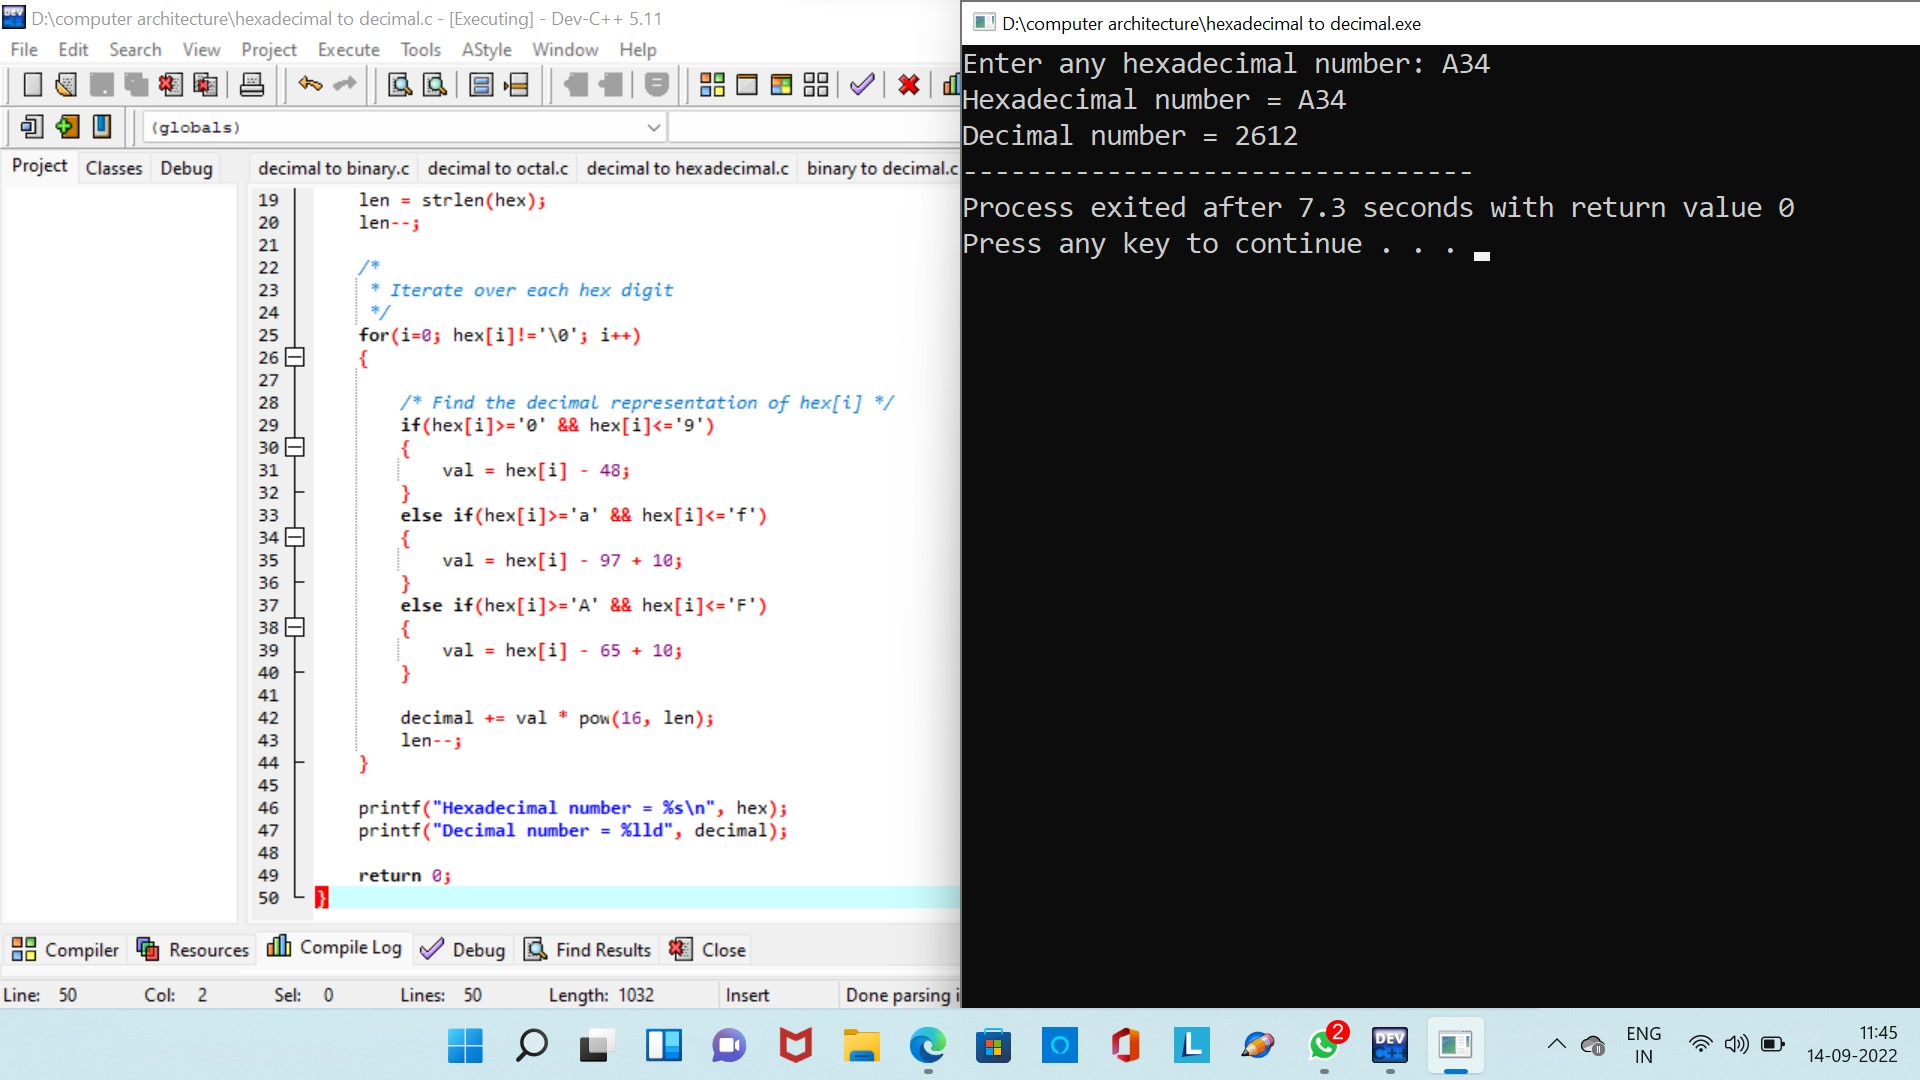 D:\computer architecture\hexadecimal to decimal.c - [Executing] - Dev-C++ 5.11
File Edit Search View Project Execute Tools AStyle Window Help
(globals)
Project Classes Debug
decimal to binary.c decimal to octal.c decimal to hexadecimal.c binary to decimal.c
19 len = strlen(hex);
20 len--;
21
22 /*
23 * Iterate over each hex digit
24 */
25 for(i=0; hex[i]!='\0'; i++)
26 {
27
28 /* Find the decimal representation of hex[i] */
29 if(hex[i]>='0' && hex[i]<='9')
30 {
31 val = hex[i] - 48;
32 }
33 else if(hex[i]>='a' && hex[i]<='f')
34 {
35 val = hex[i] - 97 + 10;
36 }
37 else if(hex[i]>='A' && hex[i]<='F')
38 {
39 val = hex[i] - 65 + 10;
40 }
41
42 decimal += val * pow(16, len);
43 len--;
44 }
45
46 printf("Hexadecimal number = %s\n", hex);
47 printf("Decimal number = %lld", decimal);
48
49 return 0;
50 }
Compiler Resources Compile Log Debug Find Results Close
Line: 50 Col: 2 Sel: 0 Lines: 50 Length: 1032 Insert Done parsing i
D:\computer architecture\hexadecimal to decimal.exe
Enter any hexadecimal number: A34
Hexadecimal number = A34
Decimal number = 2612
--------------------------------
Process exited after 7.3 seconds with return value 0
Press any key to continue . . .
L
2
DEV
C++
ENG
IN
11:45
14-09-2022